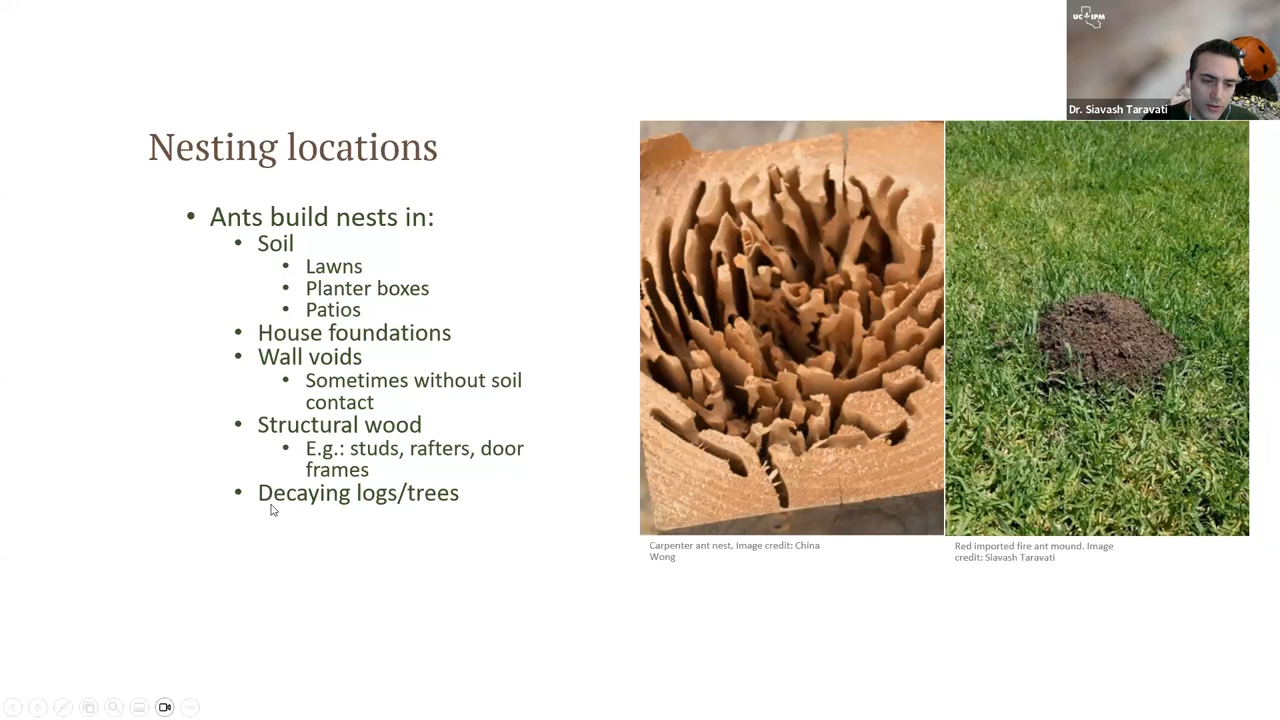 UC IPM
Dr. Siavash Taravati
Nesting locations
• Ants build nests in:
• Soil
• Lawns
• Planter boxes
• Patios
• House foundations
• Wall voids
• Sometimes without soil
contact
• Structural wood
• E.g.: studs, rafters, door
frames
• Decaying logs/trees
Carpenter ant nest, Image credit: China
Wong
Red imported fire ant mound. Image
credit: Siavash Taravati